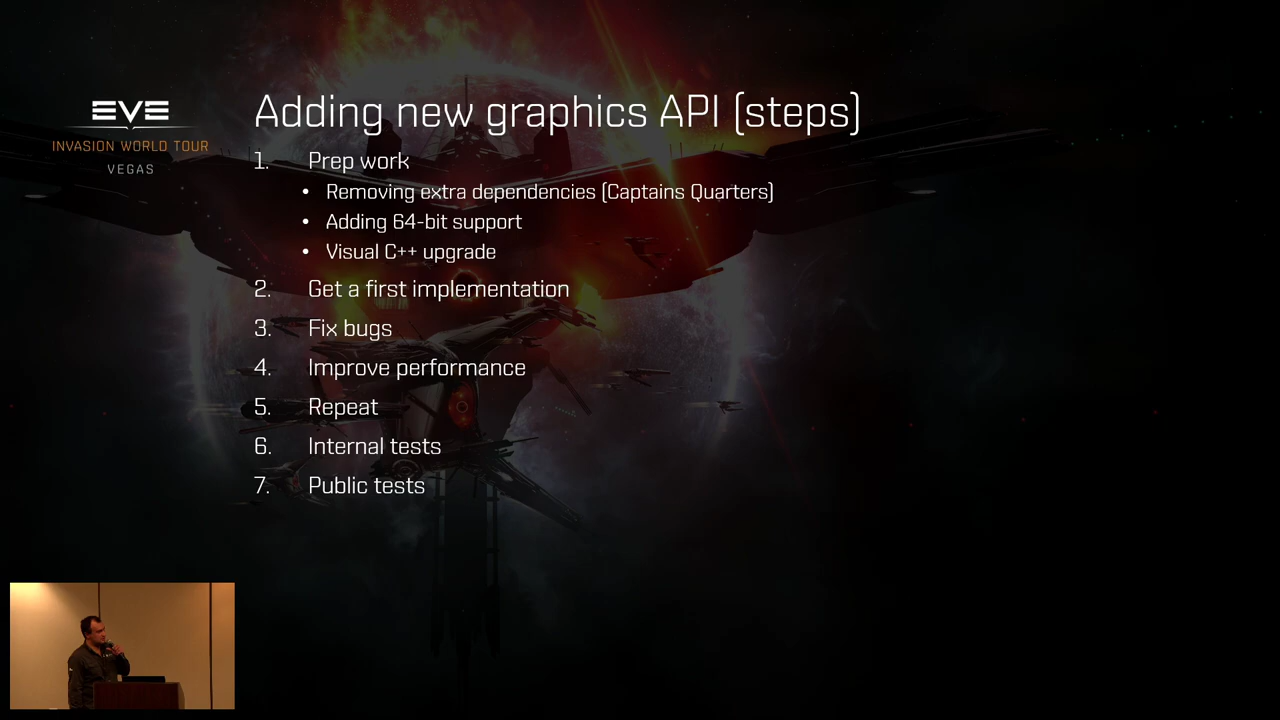 EVE
INVASION WORLD TOUR
VEGAS
Adding new graphics API (steps)
1. Prep work
• Removing extra dependencies (Captains Quarters)
• Adding 64-bit support
• Visual C++ upgrade
2. Get a first implementation
3. Fix bugs
4. Improve performance
5. Repeat
6. Internal tests
7. Public tests